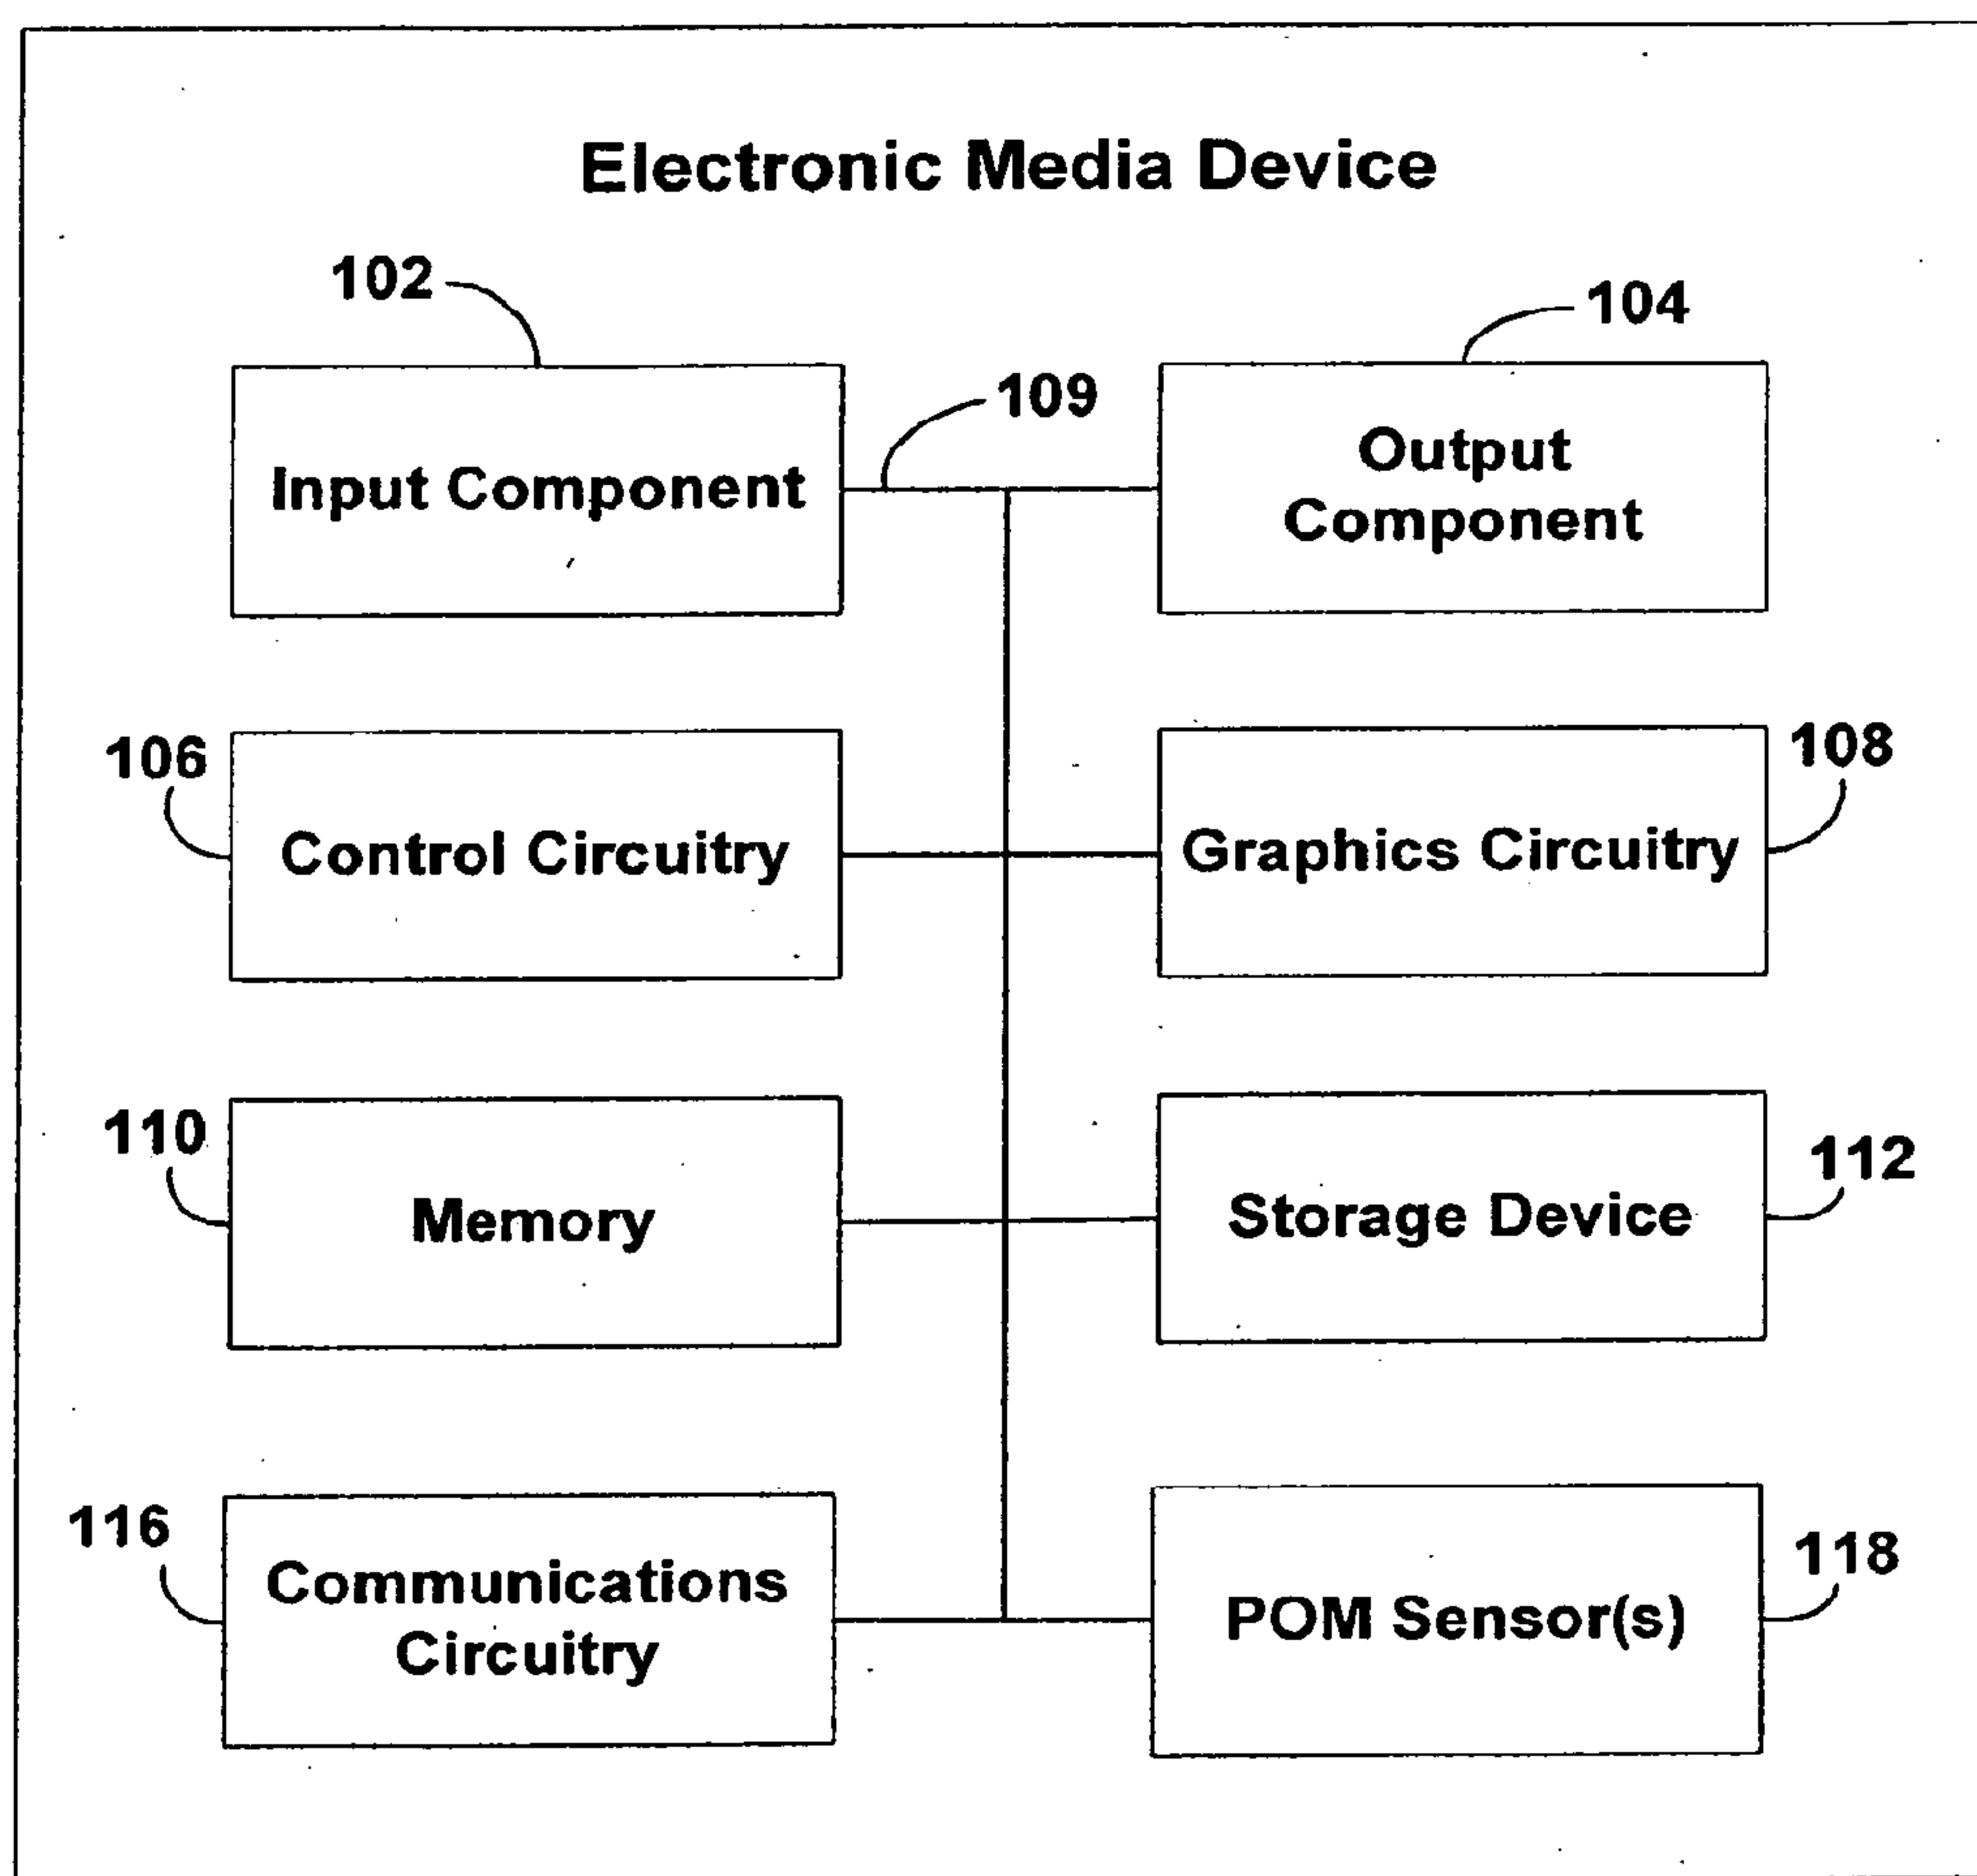 Electronic Media Device
102
104
109
Input Component
Output
Component
106
108
Control Circuitry
Graphics Circuitry
110
112
Memory
Storage Device
116
118
Communications
Circuitry
POM Sensor(s)